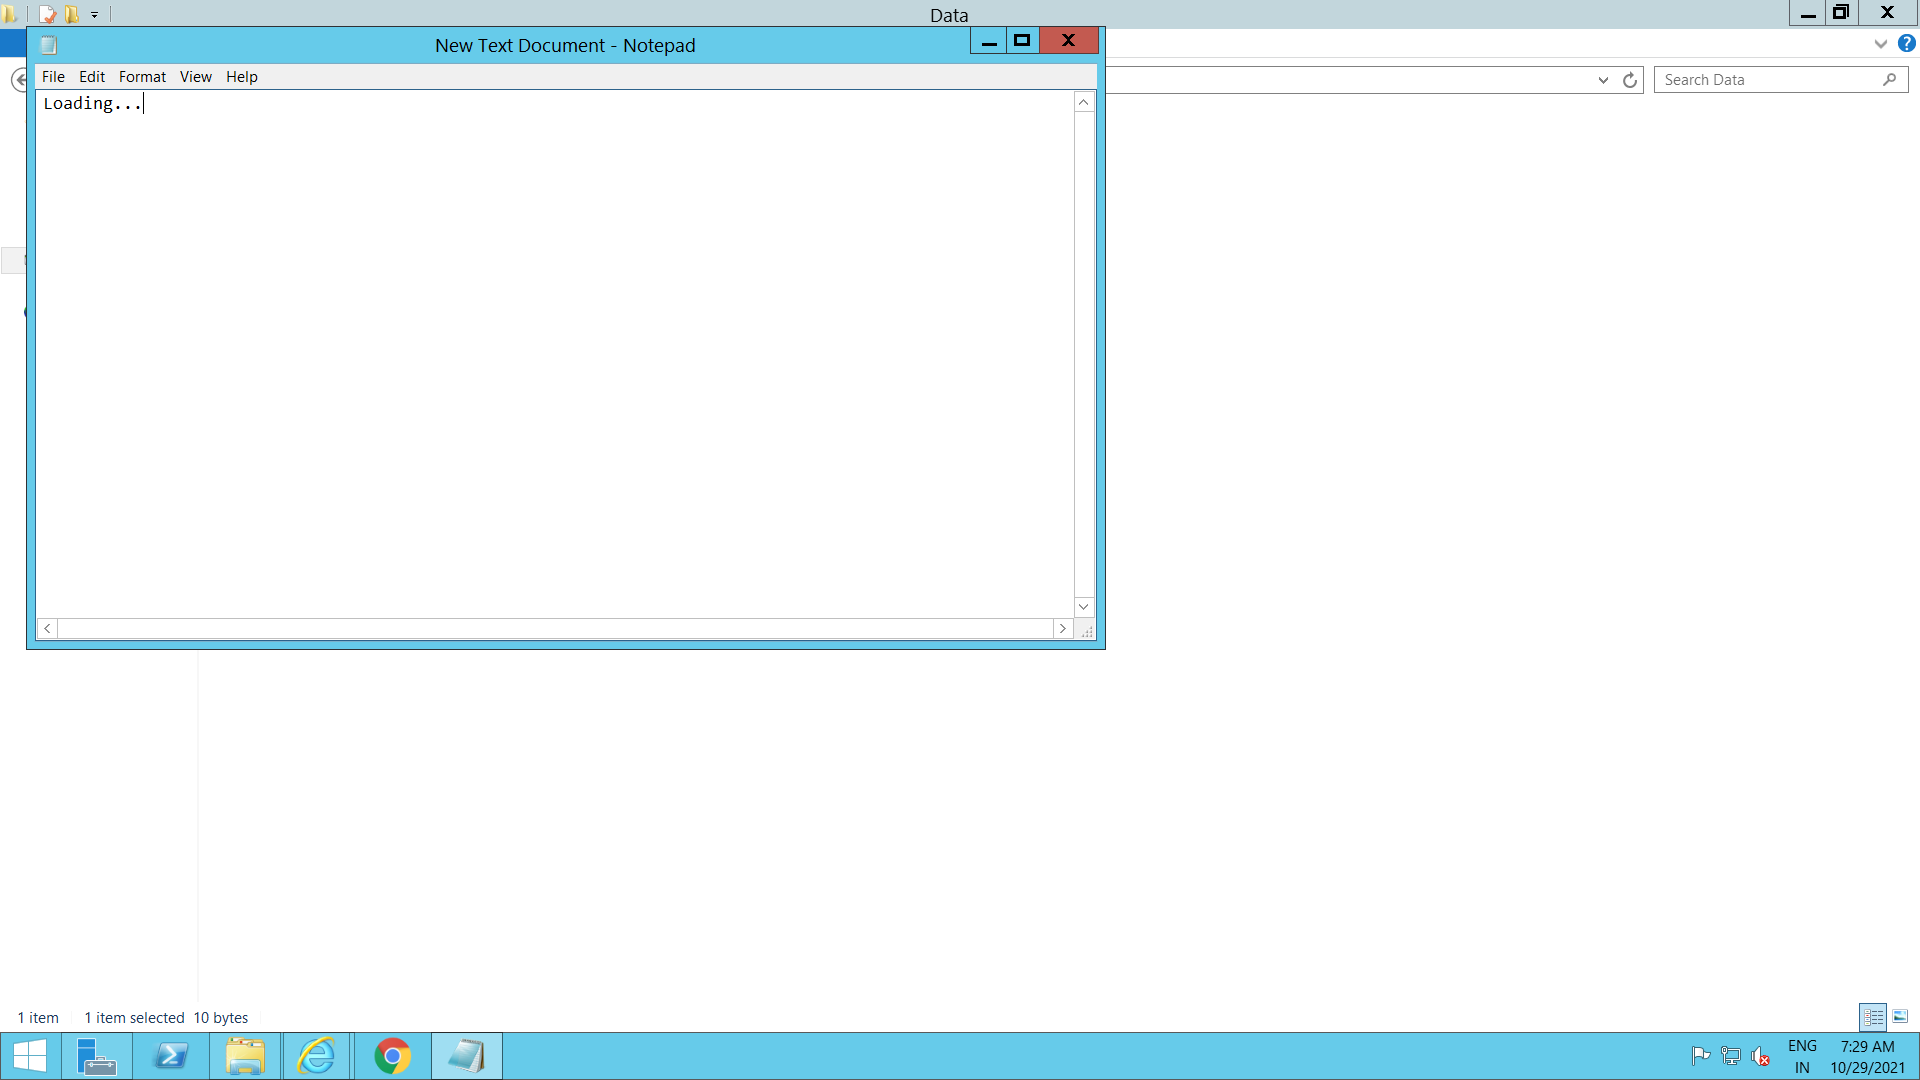 Data
New Text Document - Notepad
File Edit Format View Help
Search Data
Loading...
1 item 1 item selected 10 bytes
ENG 7:29 AM
IN 10/29/2021